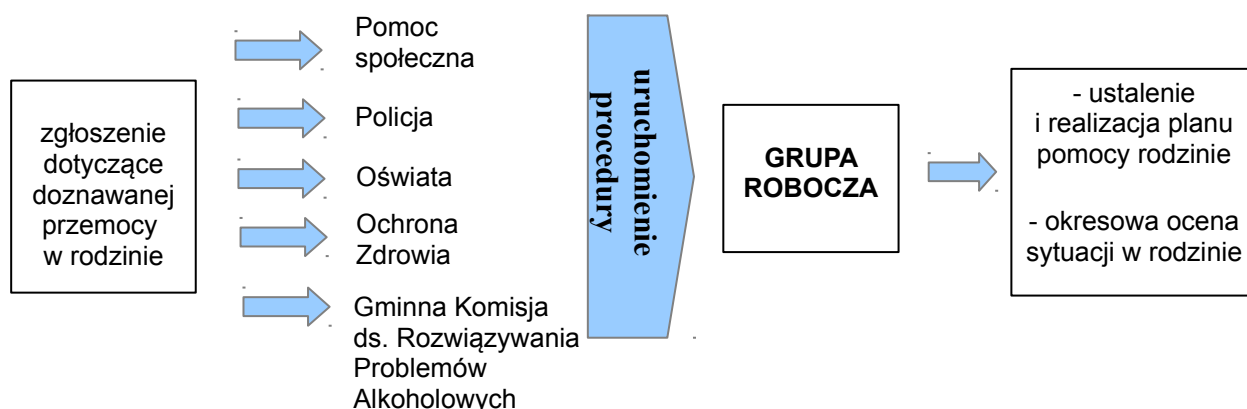 zgłoszenie
dotyczące
doznawanej
przemocy
w rodzinie
Pomoc
społeczna
Policja
Oświata
Ochrona
Zdrowia
Gminna Komisja
ds. Rozwiązywania
Problemów
Alkoholowych
uruchomienie
procedury
GRUPA
ROBOCZA
- ustalenie
i realizacja planu
pomocy rodzinie
- okresowa ocena
sytuacji w rodzinie